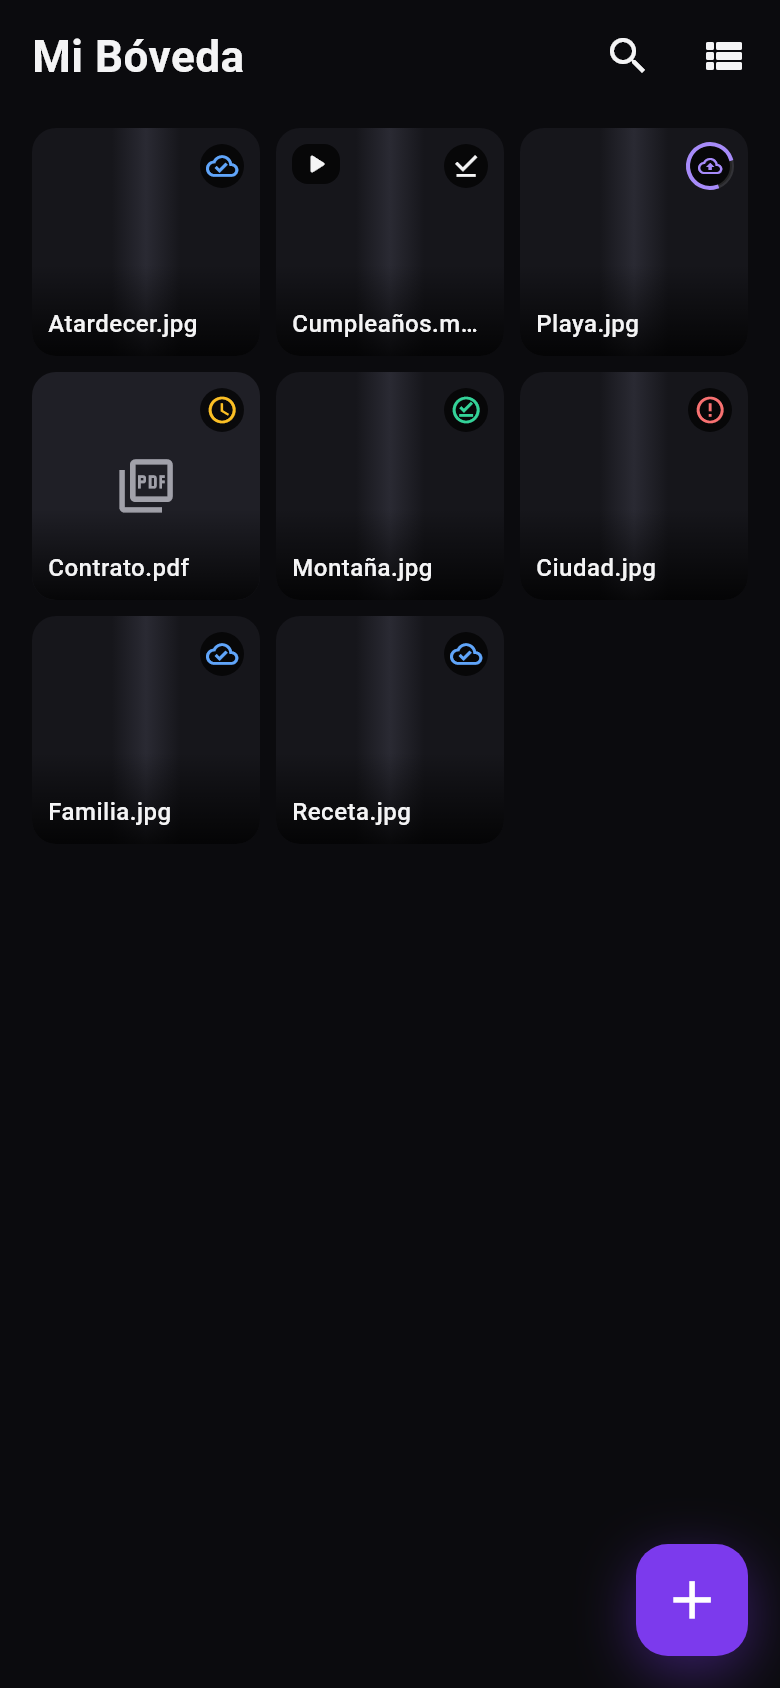 Mi Bóveda
Atardecer.jpg
Cumpleaños.m...
Playa.jpg
PDF
Contrato.pdf
Montaña.jpg
Ciudad.jpg
Familia.jpg
Receta.jpg